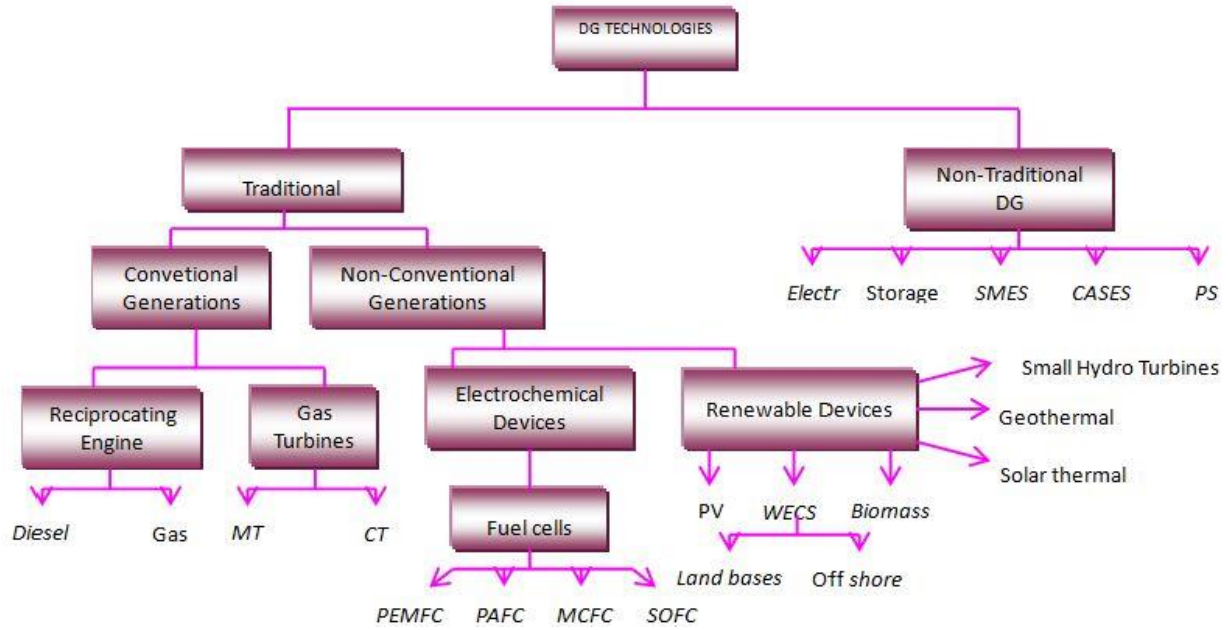 DG TECHNOLOGIES
Traditional
Non-Traditional
DG
Convetional
Generations
Non-Conventional
Generations
Electr
Storage
SMES
CASES
PS
Reciprocating
Engine
Gas
Turbines
Electrochemical
Devices
Renewable Devices
Small Hydro Turbines
Geothermal
Solar thermal
Diesel
Gas
MT
CT
Fuel cells
PV
WECS
Biomass
Land bases
Off shore
PEMFC
PAFC
MCFC
SOFC